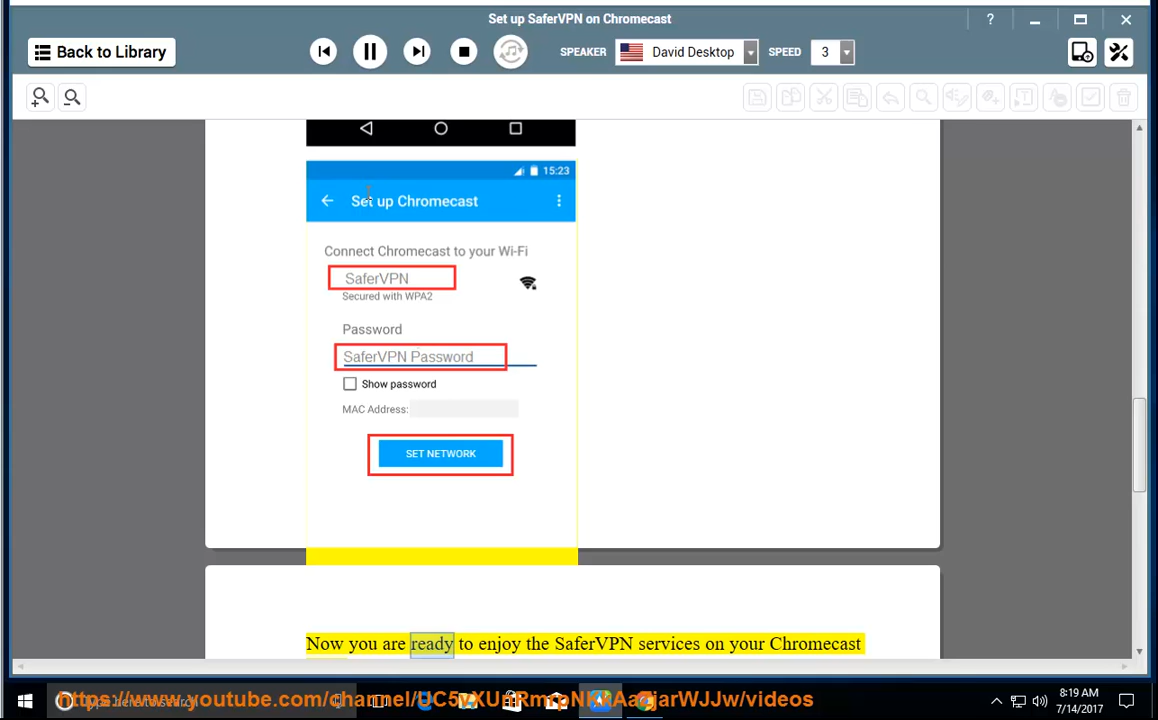 Set up SaferVPN on Chromecast
?
Back to Library
SPEAKER David Desktop SPEED 3
15:23
Set up Chromecast
Connect Chromecast to your Wi-Fi
SaferVPN
Secured with WPA2
Password
SaferVPN Password
Show password
MAC Address:
SET NETWORK
Now you are ready to enjoy the SaferVPN services on your Chromecast
8:19 AM
7/14/2017